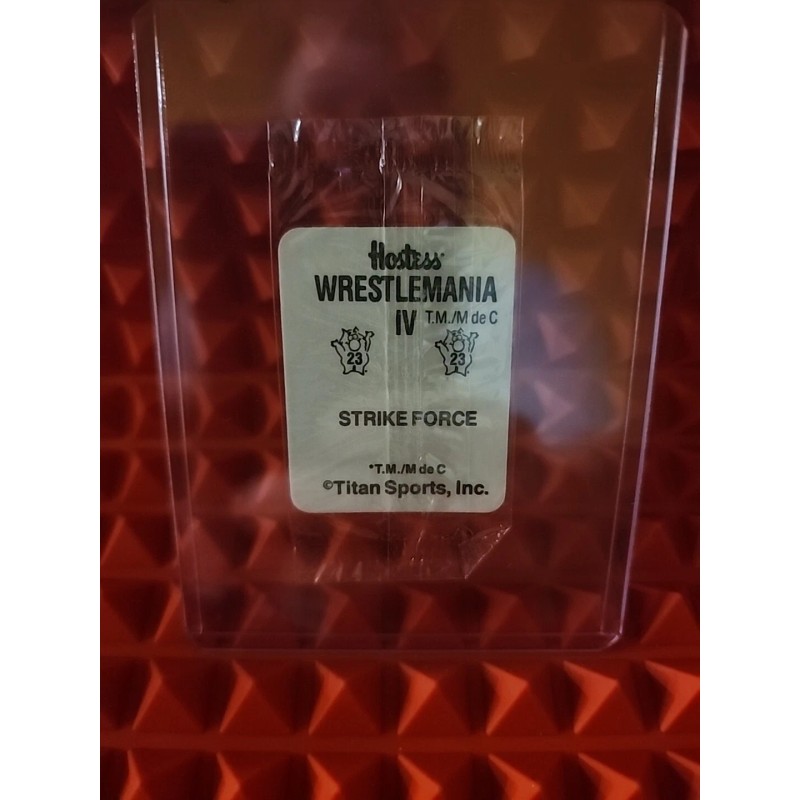 Hostess
WRESTLEMANIA
IV T.M./M de C
23 23
STRIKE FORCE
*T.M./M de C
©Titan Sports, Inc.